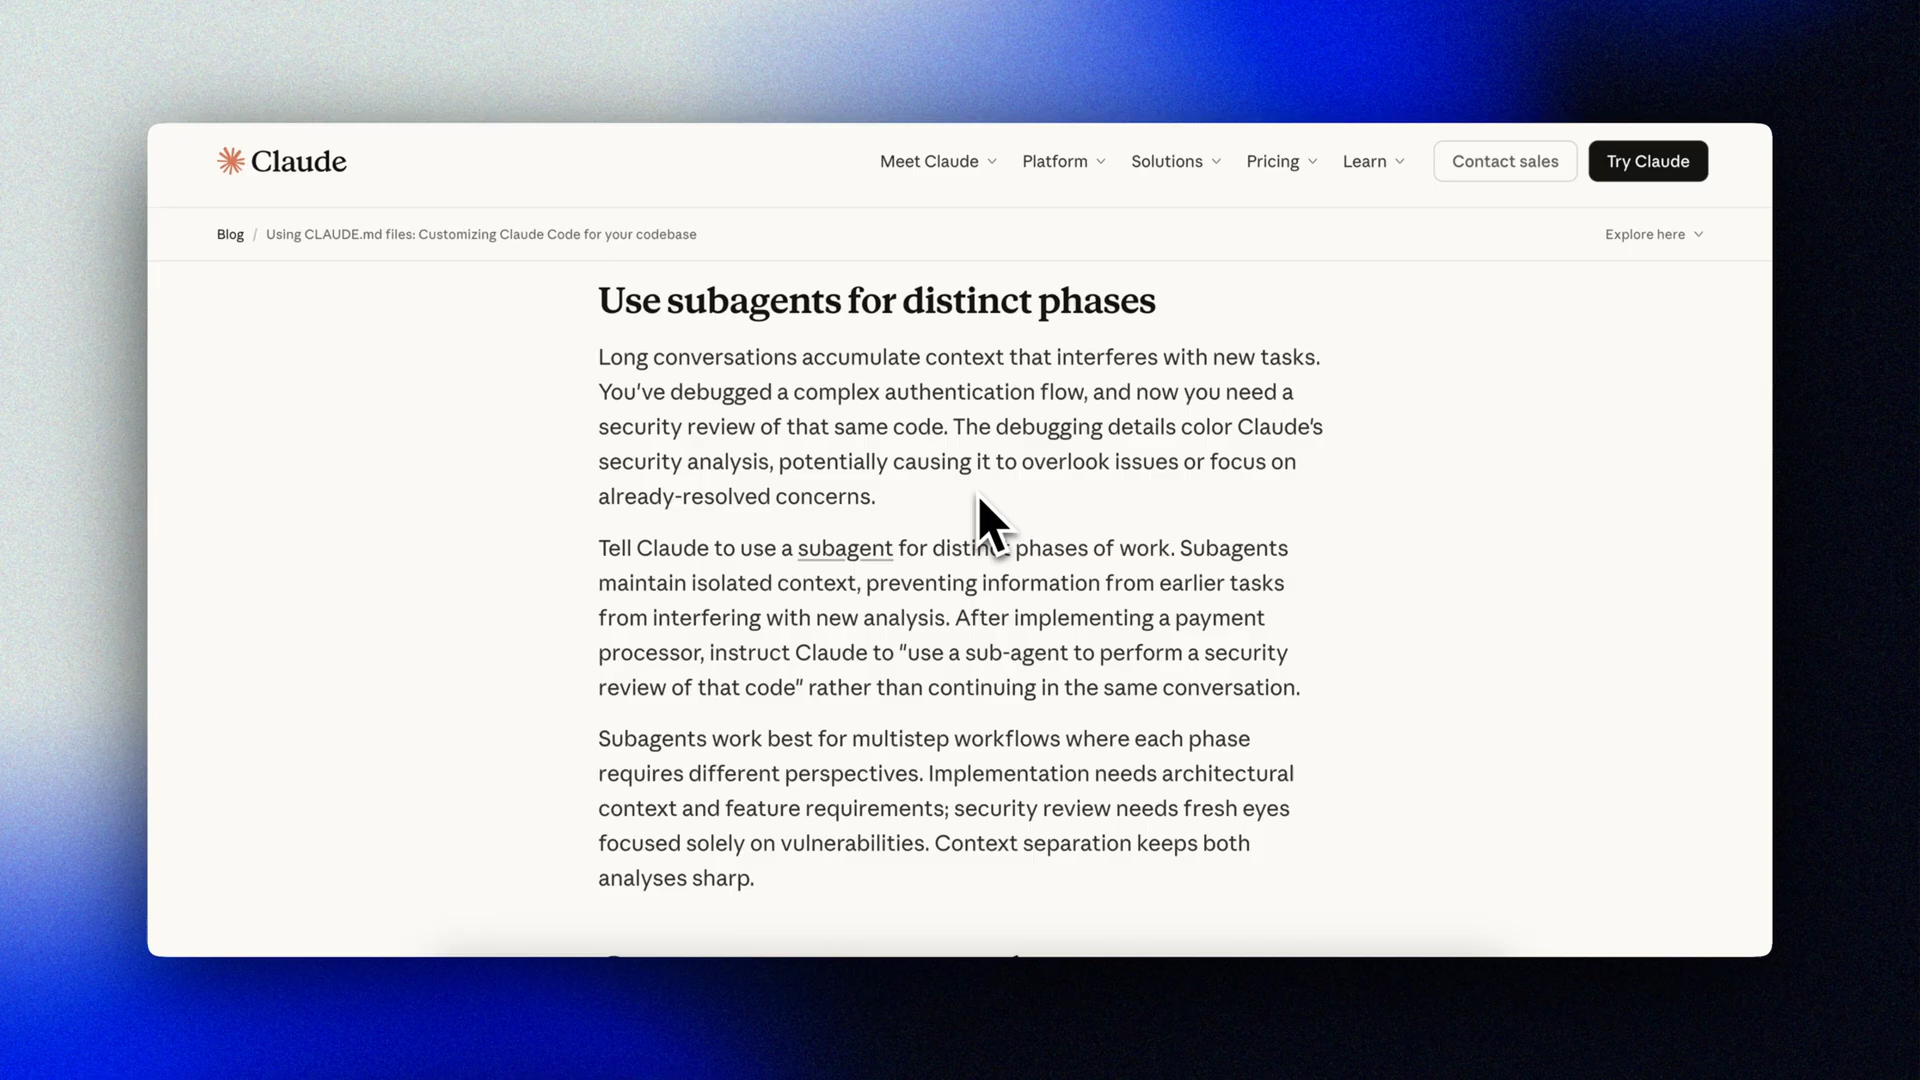 Claude
Meet Claude
Platform
Solutions
Pricing
Learn
Contact sales
Try Claude
Blog / Using CLAUDE.md files: Customizing Claude Code for your codebase
Explore here
Use subagents for distinct phases
Long conversations accumulate context that interferes with new tasks.
You've debugged a complex authentication flow, and now you need a
security review of that same code. The debugging details color Claude's
security analysis, potentially causing it to overlook issues or focus on
already-resolved concerns.
Tell Claude to use a subagent for distinct phases of work. Subagents
maintain isolated context, preventing information from earlier tasks
from interfering with new analysis. After implementing a payment
processor, instruct Claude to "use a sub-agent to perform a security
review of that code" rather than continuing in the same conversation.
Subagents work best for multistep workflows where each phase
requires different perspectives. Implementation needs architectural
context and feature requirements; security review needs fresh eyes
focused solely on vulnerabilities. Context separation keeps both
analyses sharp.